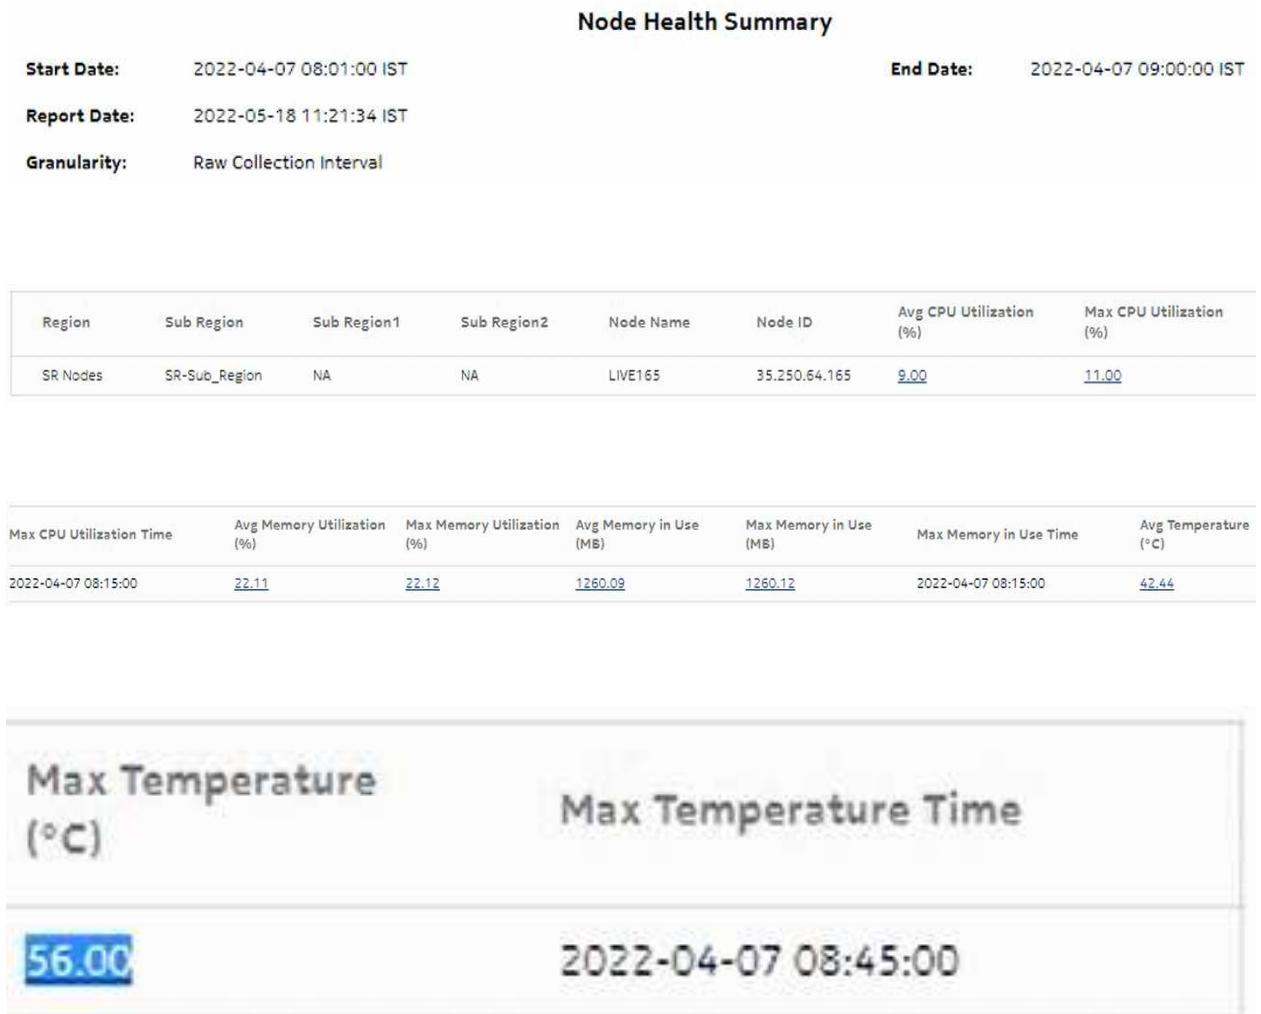 Node Health Summary
Start Date: 2022-04-07 08:01:00 IST End Date: 2022-04-07 09:00:00 IST
Report Date: 2022-05-18 11:21:34 IST
Granularity: Raw Collection Interval
Region Sub Region Sub Region1 Sub Region2 Node Name Node ID Avg CPU Utilization (%) Max CPU Utilization (%)
SR Nodes SR-Sub_Region NA NA LIVE165 35.250.64.165 9.00 11.00
Max CPU Utilization Time Avg Memory Utilization (%) Max Memory Utilization (%) Avg Memory in Use (MB) Max Memory in Use (MB) Max Memory in Use Time Avg Temperature (°C)
2022-04-07 08:15:00 22.11 22.12 1260.09 1260.12 2022-04-07 08:15:00 42.44
Max Temperature (°C) Max Temperature Time
56.00 2022-04-07 08:45:00